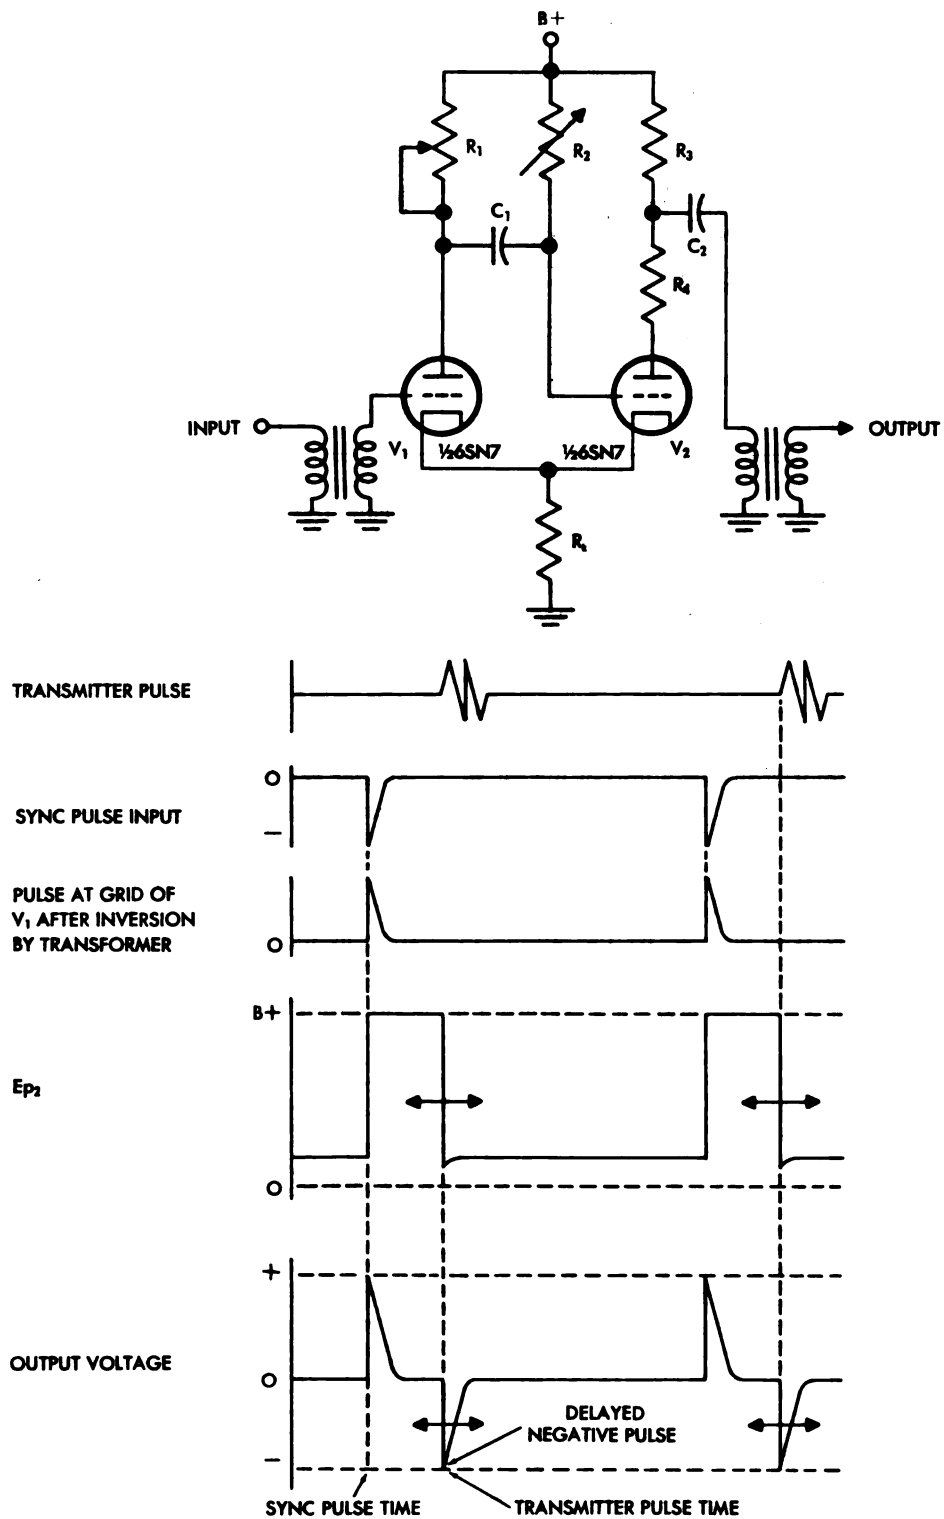 B+
R₁
R₂
R₃
C₁
C₂
R₄
INPUT
V₁
½6SN7
½6SN7
V₂
OUTPUT
Rₖ
TRANSMITTER PULSE
O
SYNC PULSE INPUT
−
PULSE AT GRID OF
V₁ AFTER INVERSION
BY TRANSFORMER
O
B+
Ep₂
O
+
OUTPUT VOLTAGE
O
DELAYED
NEGATIVE PULSE
−
SYNC PULSE TIME
TRANSMITTER PULSE TIME